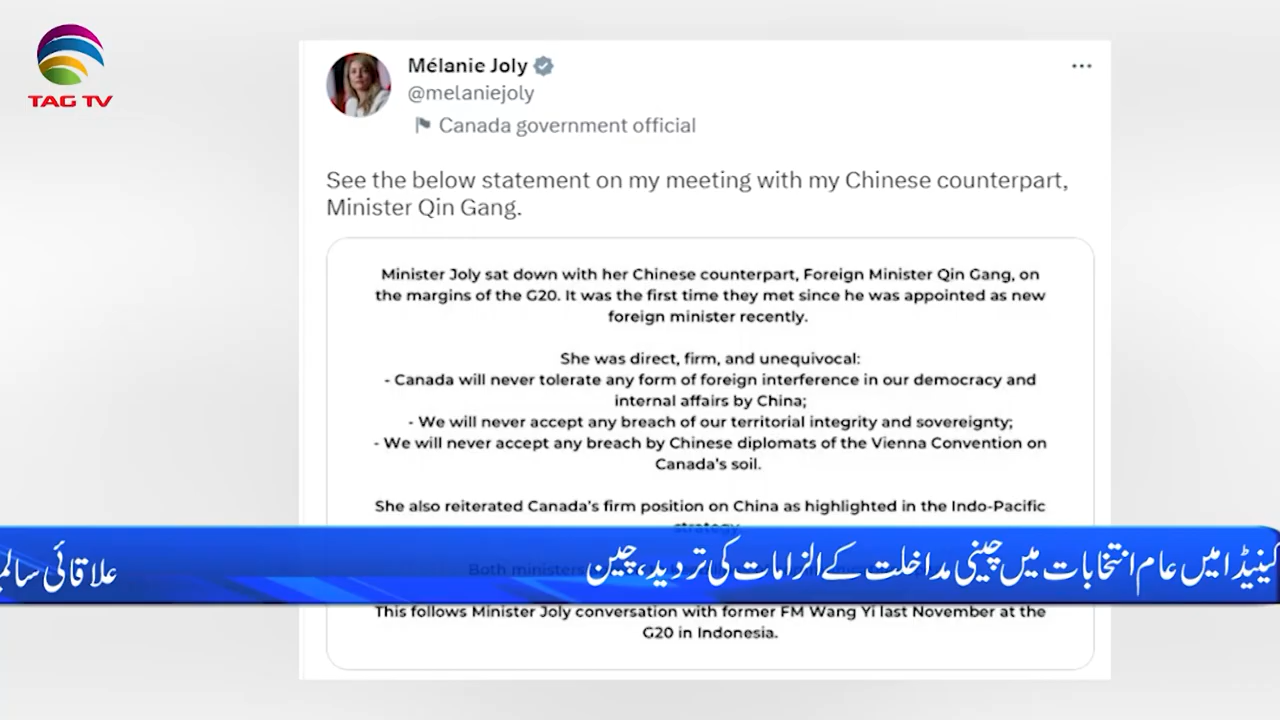 TAG TV
Mélanie Joly
@melaniejoly
Canada government official
See the below statement on my meeting with my Chinese counterpart,
Minister Qin Gang.
Minister Joly sat down with her Chinese counterpart, Foreign Minister Qin Gang, on
the margins of the G20. It was the first time they met since he was appointed as new
foreign minister recently.
She was direct, firm, and unequivocal:
- Canada will never tolerate any form of foreign interference in our democracy and
internal affairs by China;
- We will never accept any breach of our territorial integrity and sovereignty;
- We will never accept any breach by Chinese diplomats of the Vienna Convention on
Canada's soil.
She also reiterated Canada's firm position on China as highlighted in the Indo-Pacific
strategy.
کینیڈا میں عام انتخابات میں چینی مداخلت کے الزامات کی تردید، چین
علاقائی
Both ministers
This follows Minister Joly conversation with former FM Wang Yi last November at the
G20 in Indonesia.